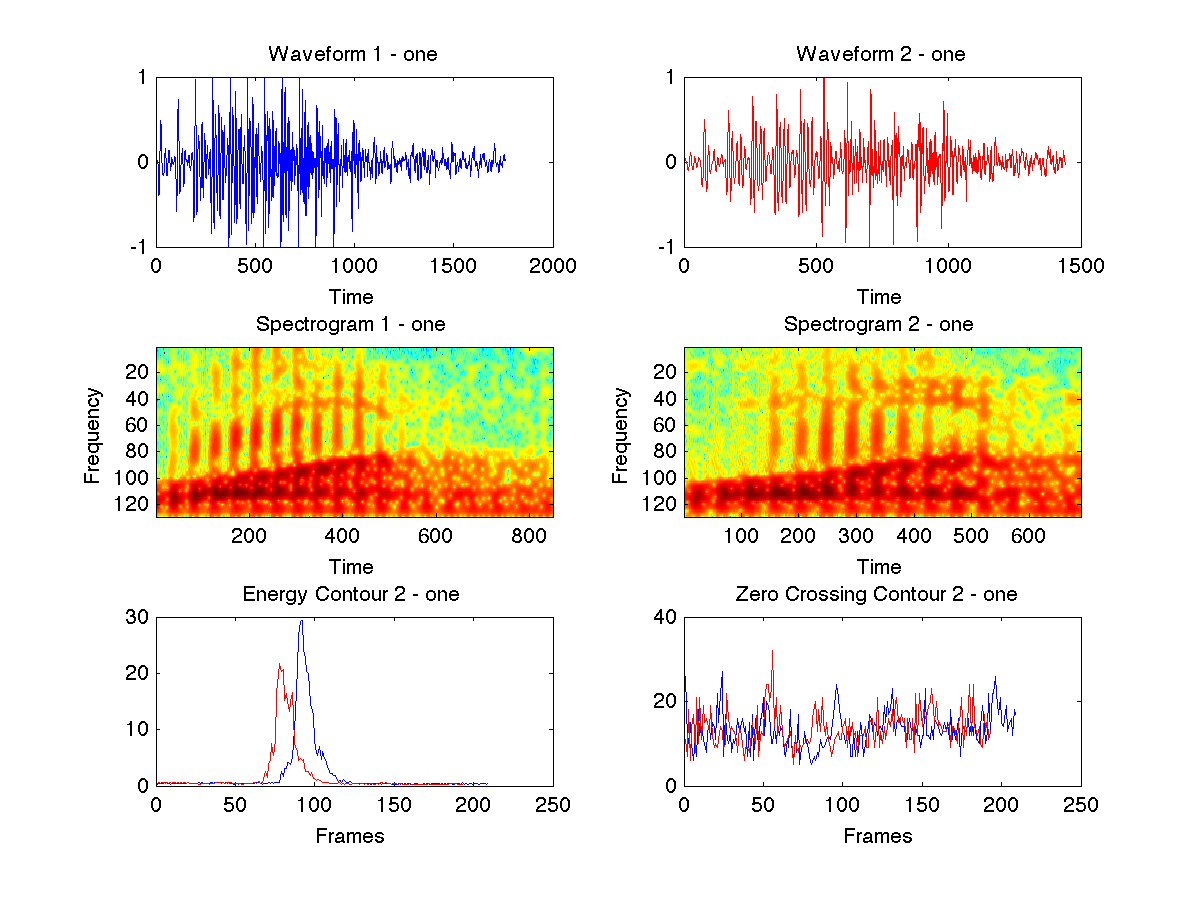 Waveform 1 - one
1
0
-1
0 500 1000 1500 2000
Time
Waveform 2 - one
1
0
-1
0 500 1000 1500
Time
Spectrogram 1 - one
Frequency
20
40
60
80
100
120
200 400 600 800
Time
Spectrogram 2 - one
Frequency
20
40
60
80
100
120
100 200 300 400 500 600
Time
Energy Contour 2 - one
30
20
10
0
0 50 100 150 200 250
Frames
Zero Crossing Contour 2 - one
40
20
0
0 50 100 150 200 250
Frames